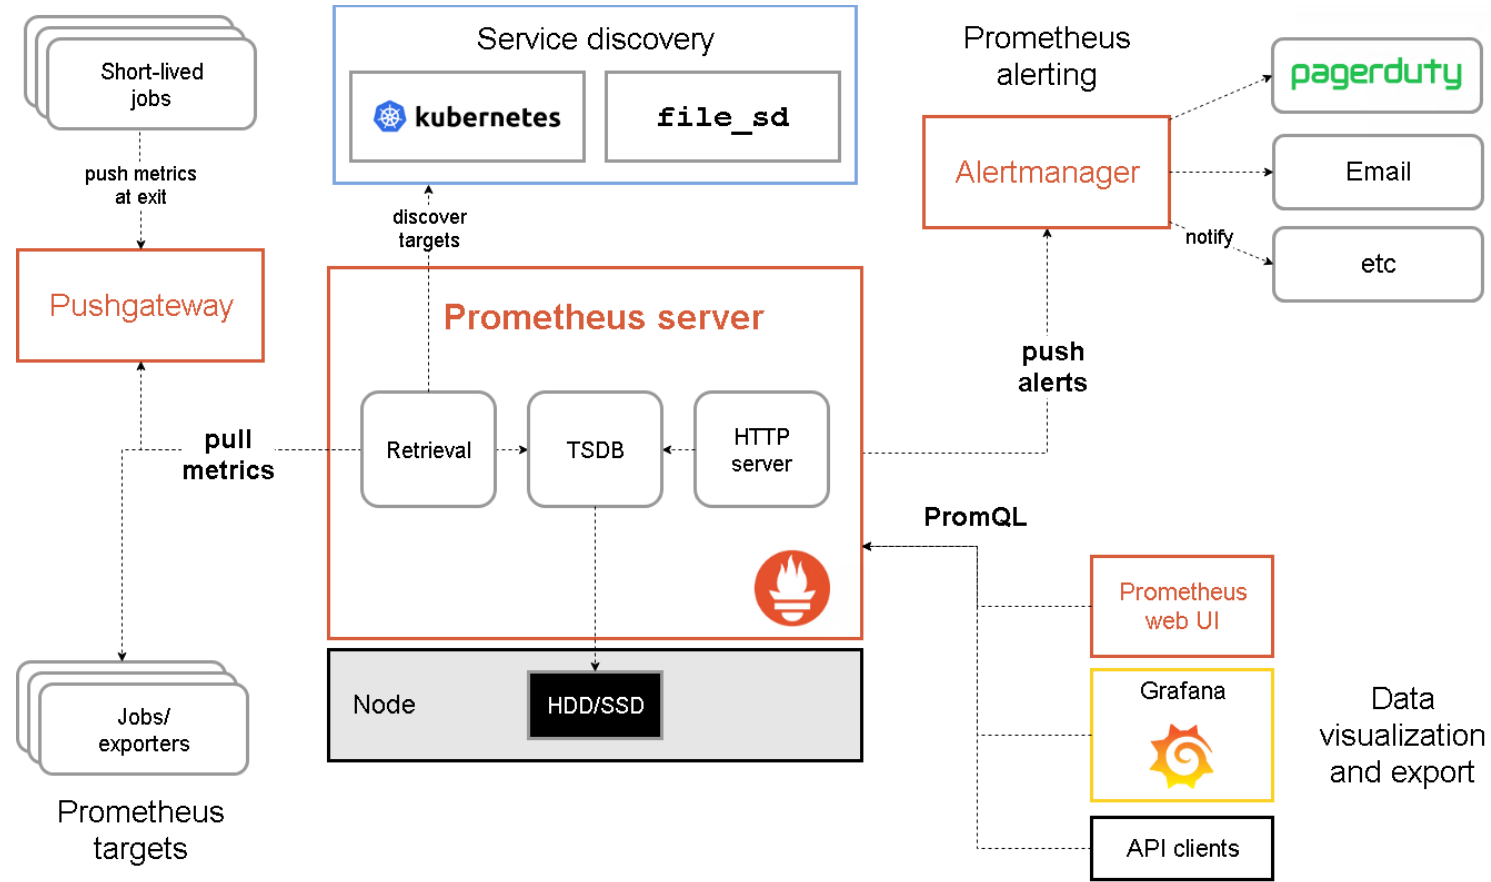 Short-lived
jobs
push metrics
at exit
Pushgateway
Service discovery
kubernetes
file_sd
discover
targets
Prometheus
alerting
Alertmanager
pagerduty
Email
notify
etc
Prometheus server
Retrieval
TSDB
HTTP
server
pull
metrics
push
alerts
PromQL
Node
HDD/SSD
Jobs/
exporters
Prometheus
targets
Prometheus
web UI
Grafana
API clients
Data
visualization
and export